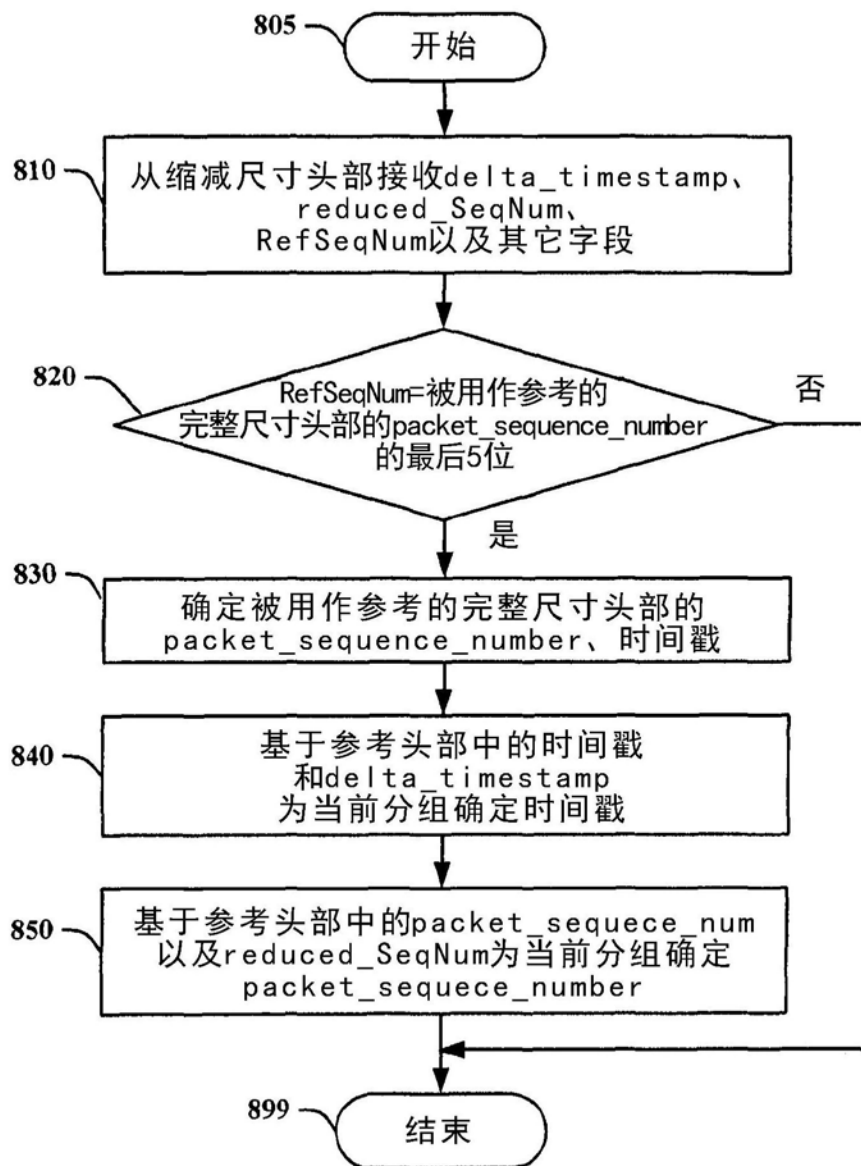 805
开始
810
从缩减尺寸头部接收delta_timestamp、
reduced_SeqNum、
RefSeqNum以及其它字段
820
RefSeqNum=被用作参考的
完整尺寸头部的packet_sequence_number
的最后5位
否
是
830
确定被用作参考的完整尺寸头部的
packet_sequence_number、时间戳
840
基于参考头部中的时间戳
和delta_timestamp
为当前分组确定时间戳
850
基于参考头部中的packet_sequece_num
以及reduced_SeqNum为当前分组确定
packet_sequece_number
899
结束